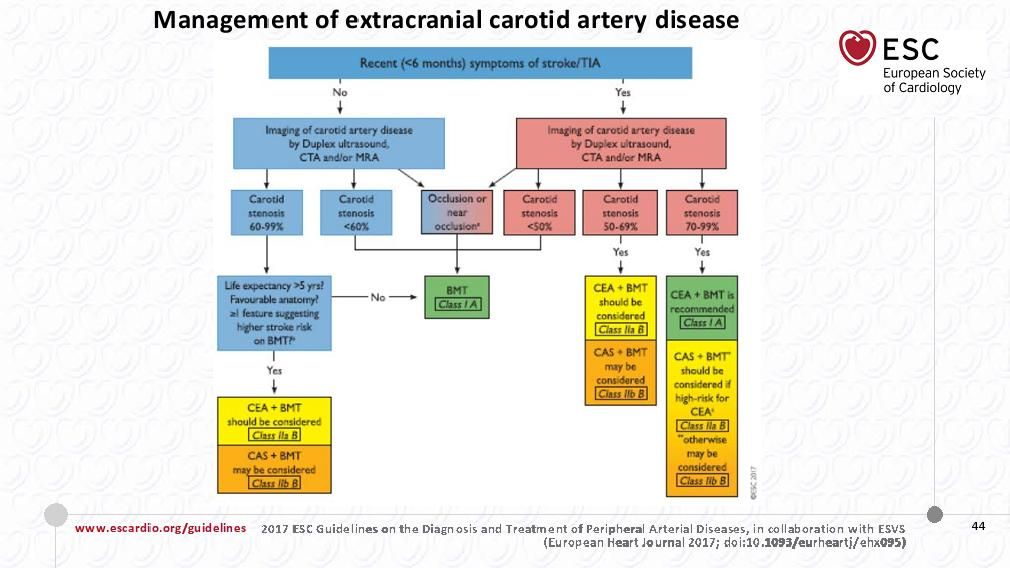 Management of extracranial carotid artery disease
ESC
European Society
of Cardiology
Recent (<6 months) symptoms of stroke/TIA
No
Yes
Imaging of carotid artery disease
by Duplex ultrasound,
CTA and/or MRA
Imaging of carotid artery disease
by Duplex ultrasound,
CTA and/or MRA
Carotid
stenosis
60-99%
Carotid
stenosis
<60%
Occlusion or
near
occlusionª
Carotid
stenosis
<50%
Carotid
stenosis
50-69%
Carotid
stenosis
70-99%
Yes
Yes
Life expectancy >5 yrs?
Favourable anatomy?
≥1 feature suggesting
higher stroke risk
on BMT?ᵇ
No
BMT
Class I A
CEA + BMT
should be
considered
Class IIa B
CAS + BMT
may be
considered
Class IIb B
CEA + BMT is
recommended
Class I A
CAS + BMT*
should be
considered if
high-risk for
CEAᶜ
Class IIa B
**otherwise
may be
considered
Class IIb B
Yes
CEA + BMT
should be considered
Class IIa B
CAS + BMT
may be considered
Class IIb B
©ESC 2017
www.escardio.org/guidelines
2017 ESC Guidelines on the Diagnosis and Treatment of Peripheral Arterial Diseases, in collaboration with ESVS
(European Heart Journal 2017; doi:10.1093/eurheartj/ehx095)
44